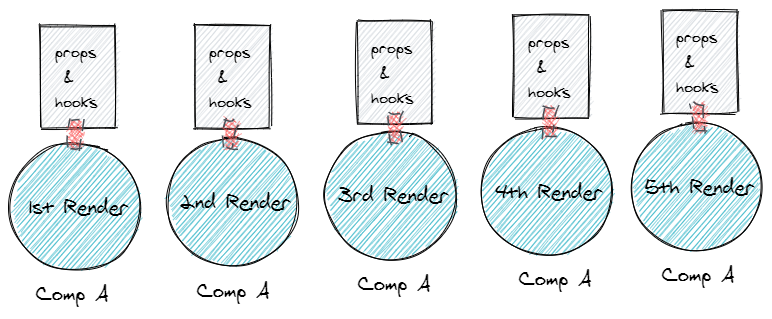 props
&
hooks
props
&
hooks
props
&
hooks
props
&
hooks
props
&
hooks
1st Render
2nd Render
3rd Render
4th Render
5th Render
Comp A
Comp A
Comp A
Comp A
Comp A